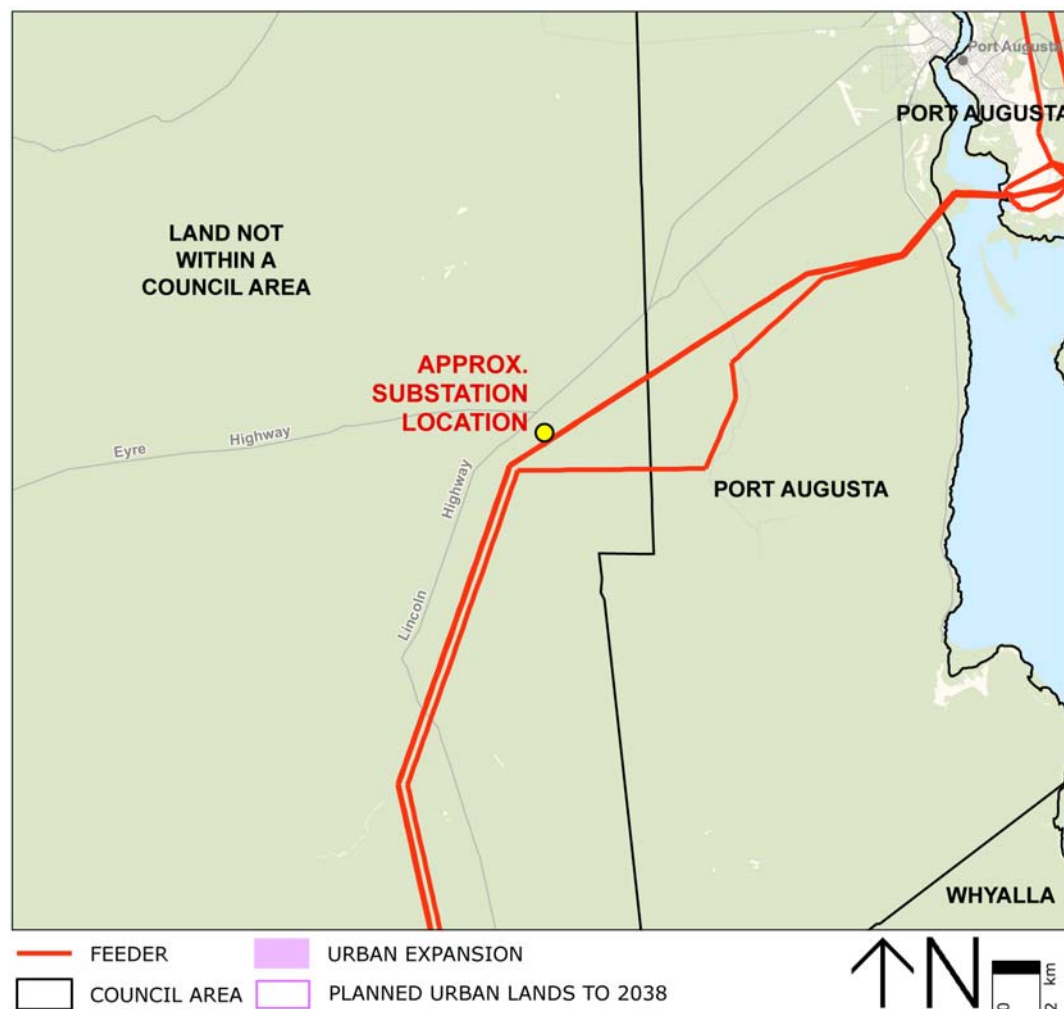 Port Augusta
PORT AUGUSTA
LAND NOT
WITHIN A
COUNCIL AREA
APPROX.
SUBSTATION
LOCATION
Eyre
Highway
Highway
Lincoln
PORT AUGUSTA
WHYALLA
FEEDER
URBAN EXPANSION
COUNCIL AREA
PLANNED URBAN LANDS TO 2038
N
0
2
km